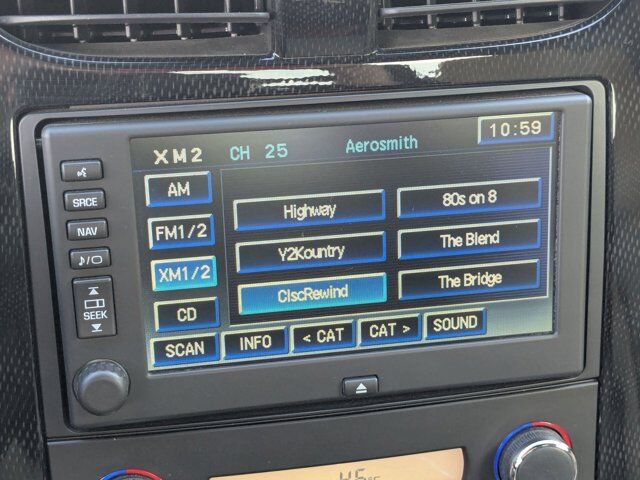 XM2 CH 25 Aerosmith 10:59
AM
FM1/2
XM1/2
CD
Highway
80s on 8
Y2Kountry
The Blend
ClscRewind
The Bridge
SCAN INFO < CAT CAT > SOUND
SRCE
NAV
SEEK